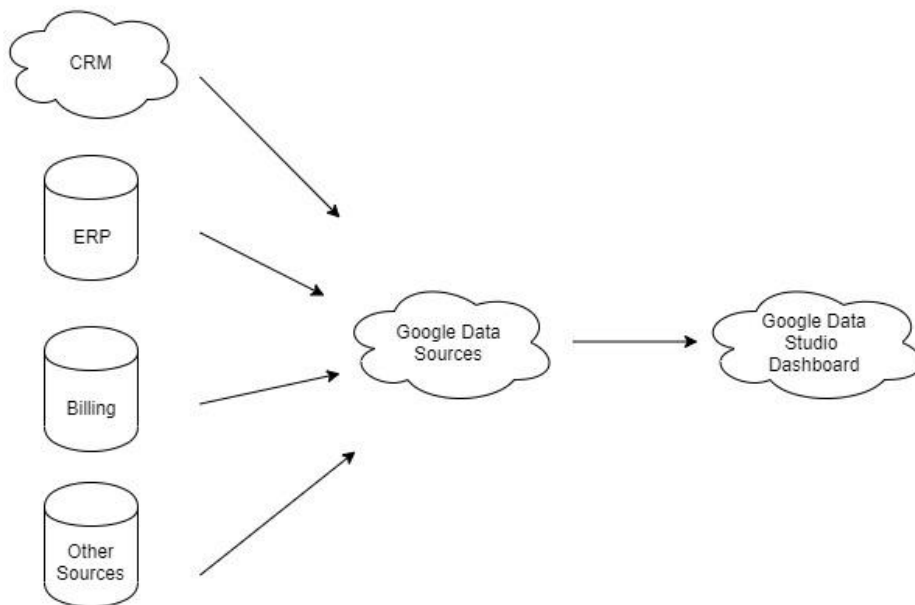 CRM
ERP
Billing
Other
Sources
Google Data
Sources
Google Data
Studio
Dashboard